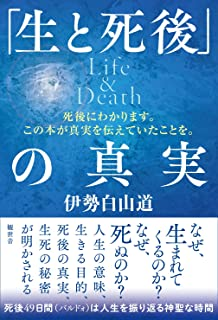 「生と死後」
Life
&
Death
死後にわかります。
この本が真実を伝えていたことを。
の真実
伊勢白山道
なぜ、
生まれて
くるのか?
なぜ、
死ぬのか?
人生の意味、
生きる目的、
死後の真実、
生死の秘密
が明かされる
観世音
死後49日間(バルドォ)は人生を振り返る神聖な時間